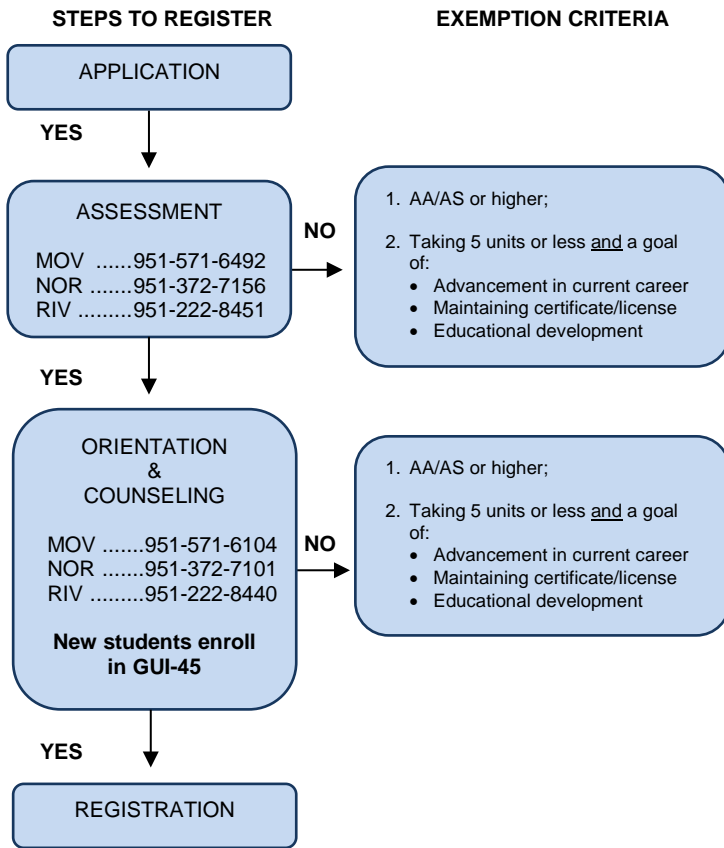 STEPS TO REGISTER
EXEMPTION CRITERIA
APPLICATION
YES
ASSESSMENT
MOV ......951-571-6492
NOR ......951-372-7156
RIV .........951-222-8451
NO
1. AA/AS or higher;
2. Taking 5 units or less and a goal
of:
• Advancement in current career
• Maintaining certificate/license
• Educational development
YES
ORIENTATION
&
COUNSELING
MOV .......951-571-6104
NOR .......951-372-7101
RIV .........951-222-8440
New students enroll
in GUI-45
NO
1. AA/AS or higher;
2. Taking 5 units or less and a goal
of:
• Advancement in current career
• Maintaining certificate/license
• Educational development
YES
REGISTRATION